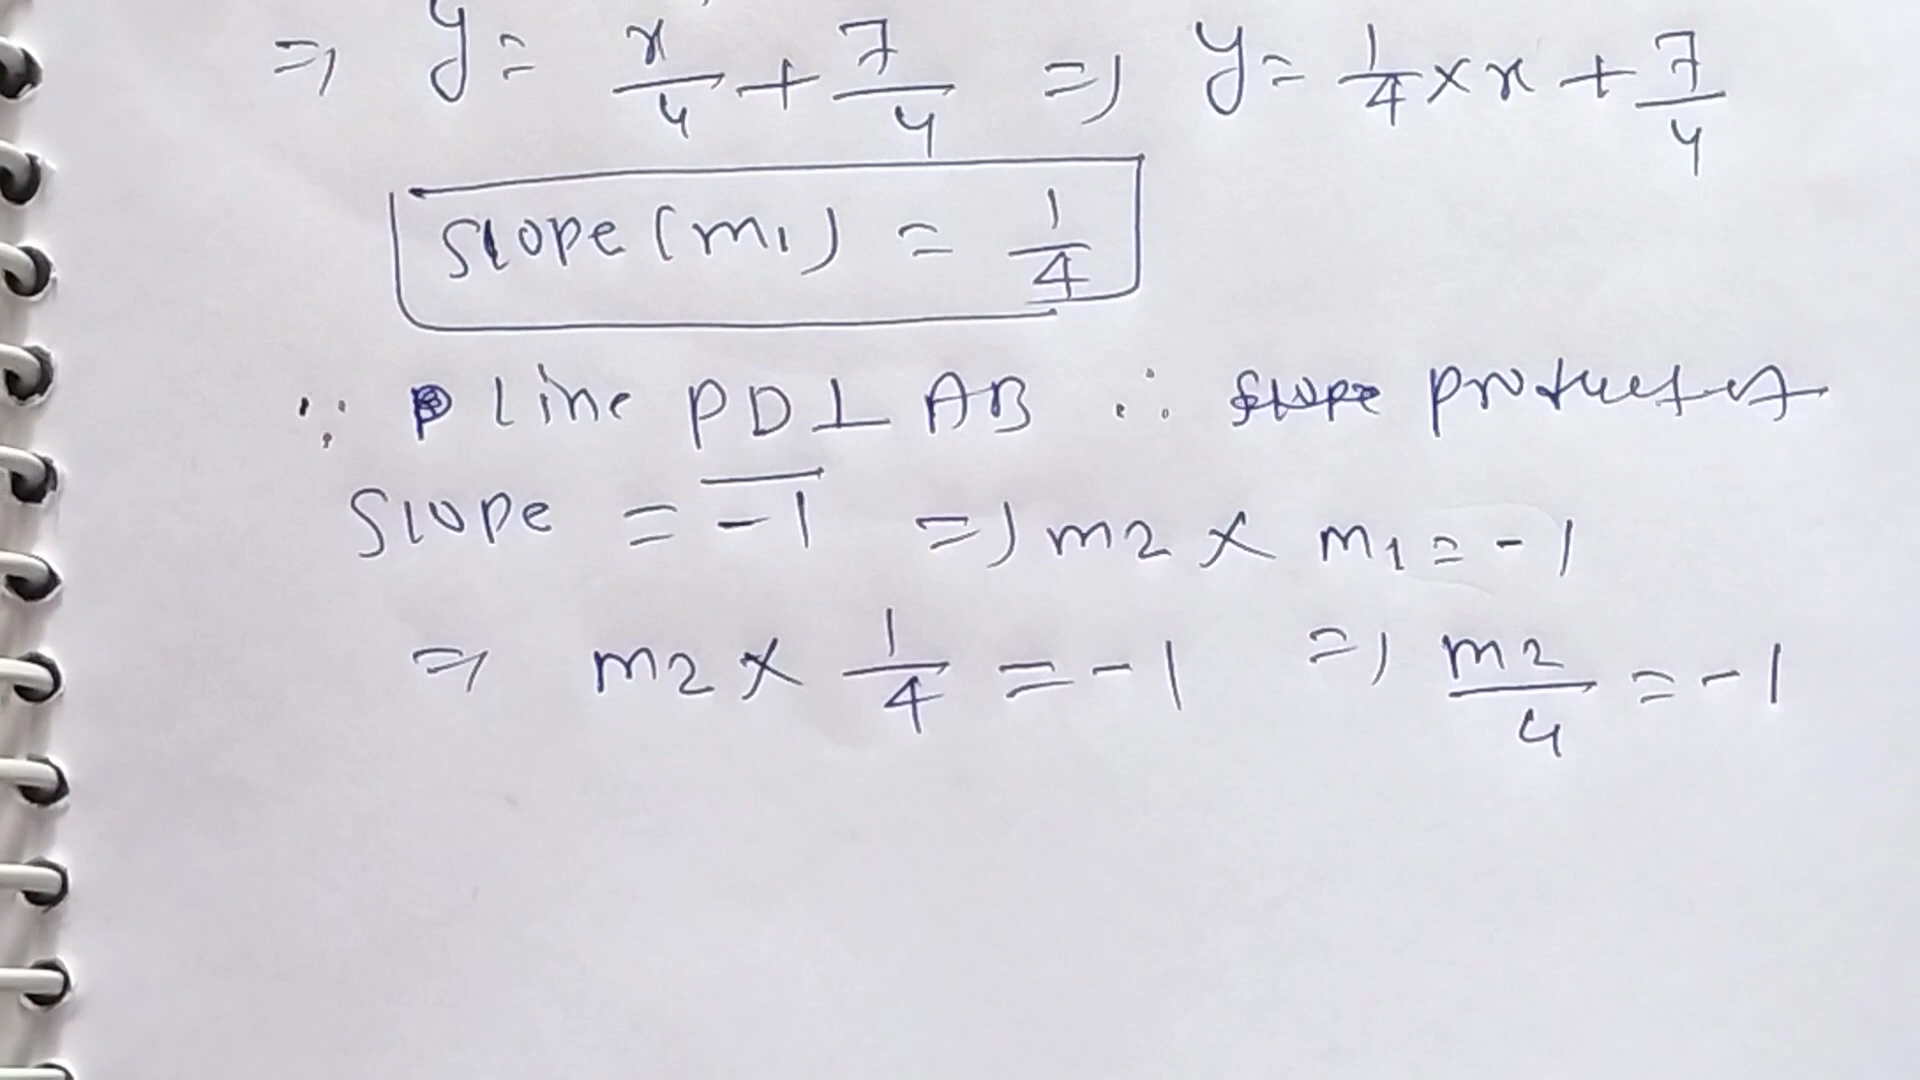 ⇒ y = x/4 + 7/4 ⇒ y = 1/4 × x + 7/4
Slope (m1) = 1/4
∵ Line PD ⊥ AB ∴ product of
Slope = -1 ⇒ m2 × m1 = -1
⇒ m2 × 1/4 = -1 ⇒ m2/4 = -1